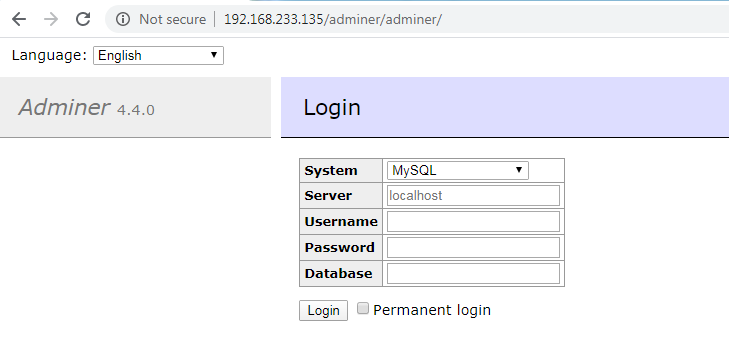 Not secure | 192.168.233.135/adminer/adminer/
Language: English
Adminer 4.4.0
Login
System MySQL
Server localhost
Username
Password
Database
Login Permanent login